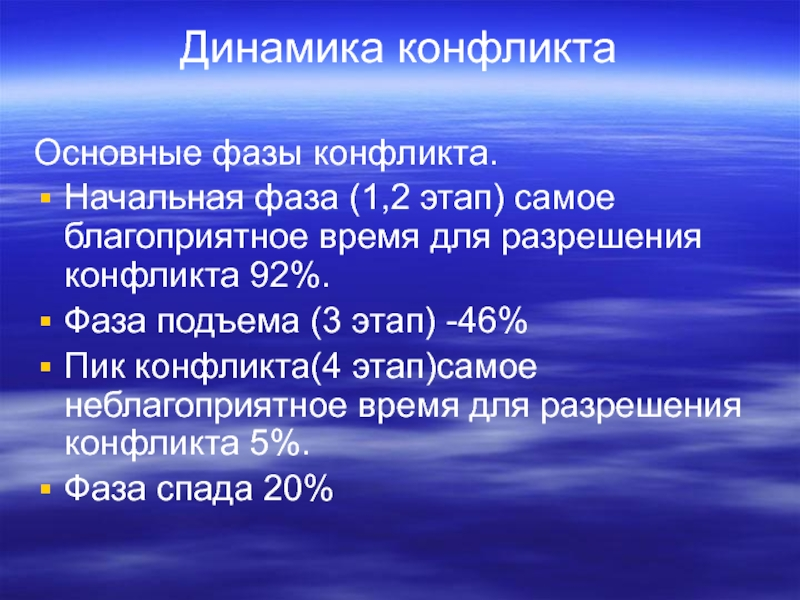 Динамика конфликта
Основные фазы конфликта.
▪ Начальная фаза (1,2 этап) самое
благоприятное время для разрешения
конфликта 92%.
▪ Фаза подъема (3 этап) -46%
▪ Пик конфликта(4 этап)самое
неблагоприятное время для разрешения
конфликта 5%.
▪ Фаза спада 20%